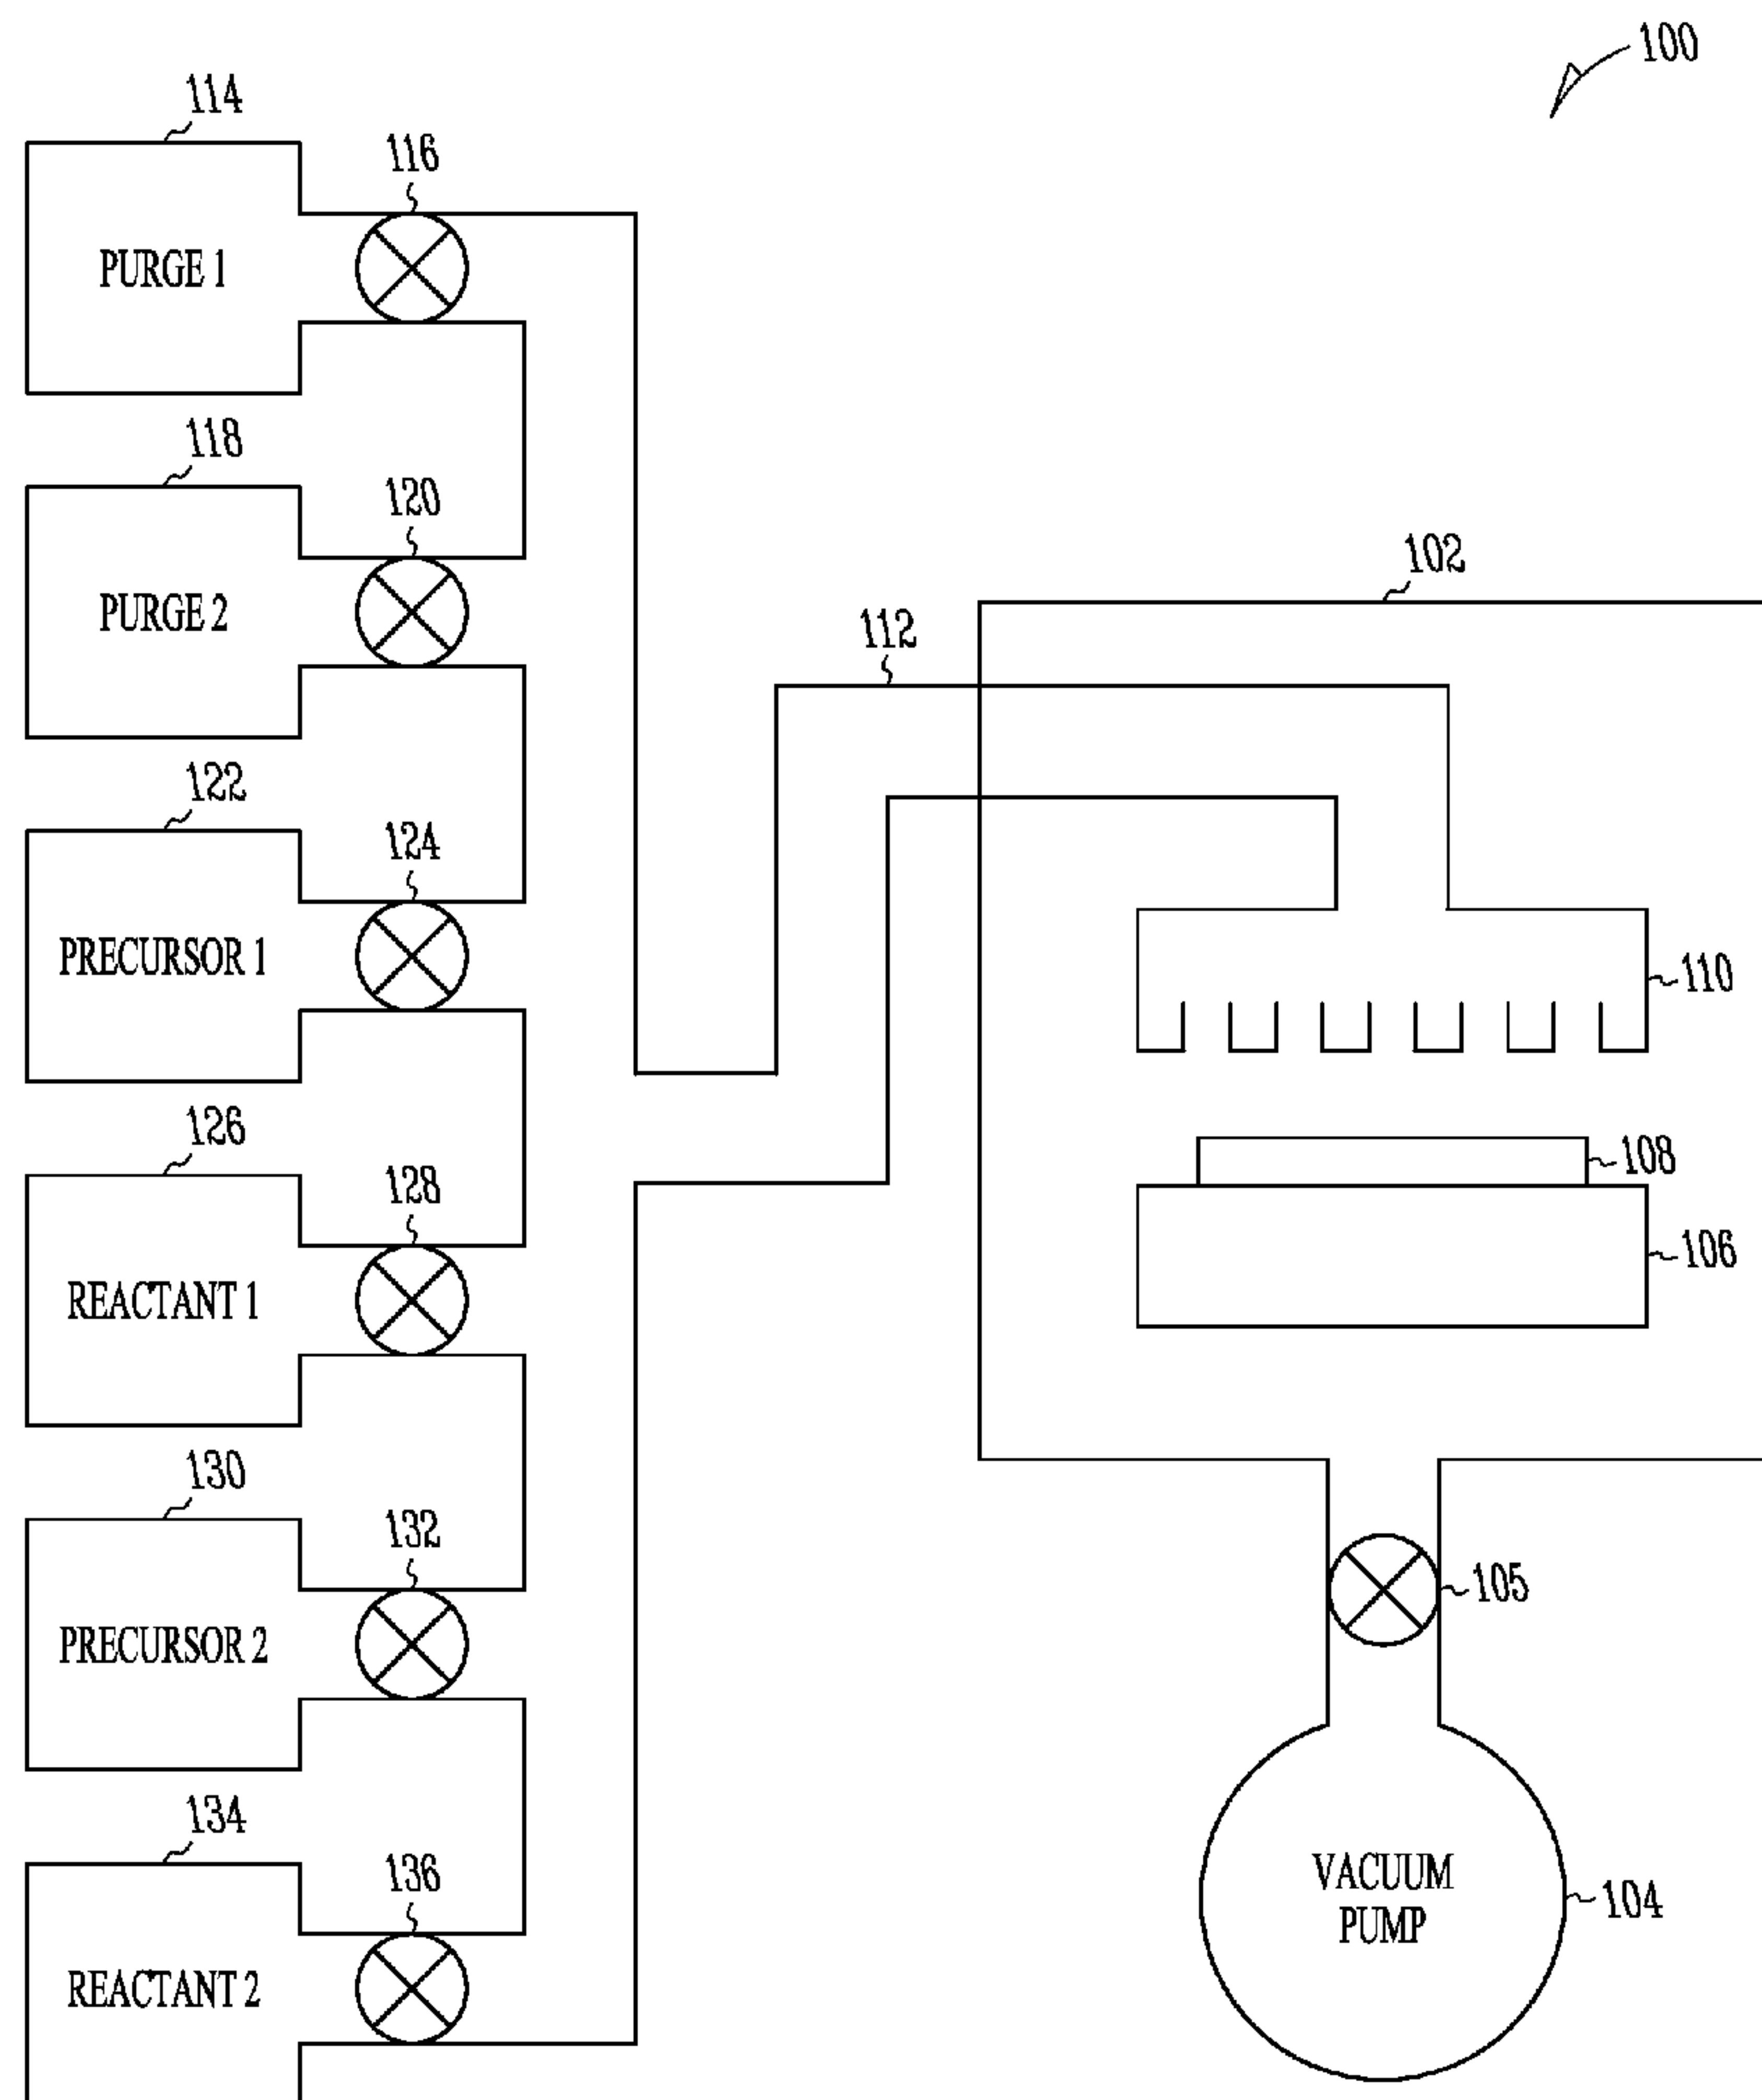 100
114
116
PURGE 1
118
120
PURGE 2
102
112
122
124
PRECURSOR 1
110
126
128
108
REACTANT 1
106
130
132
105
PRECURSOR 2
134
136
VACUUM
PUMP
104
REACTANT 2